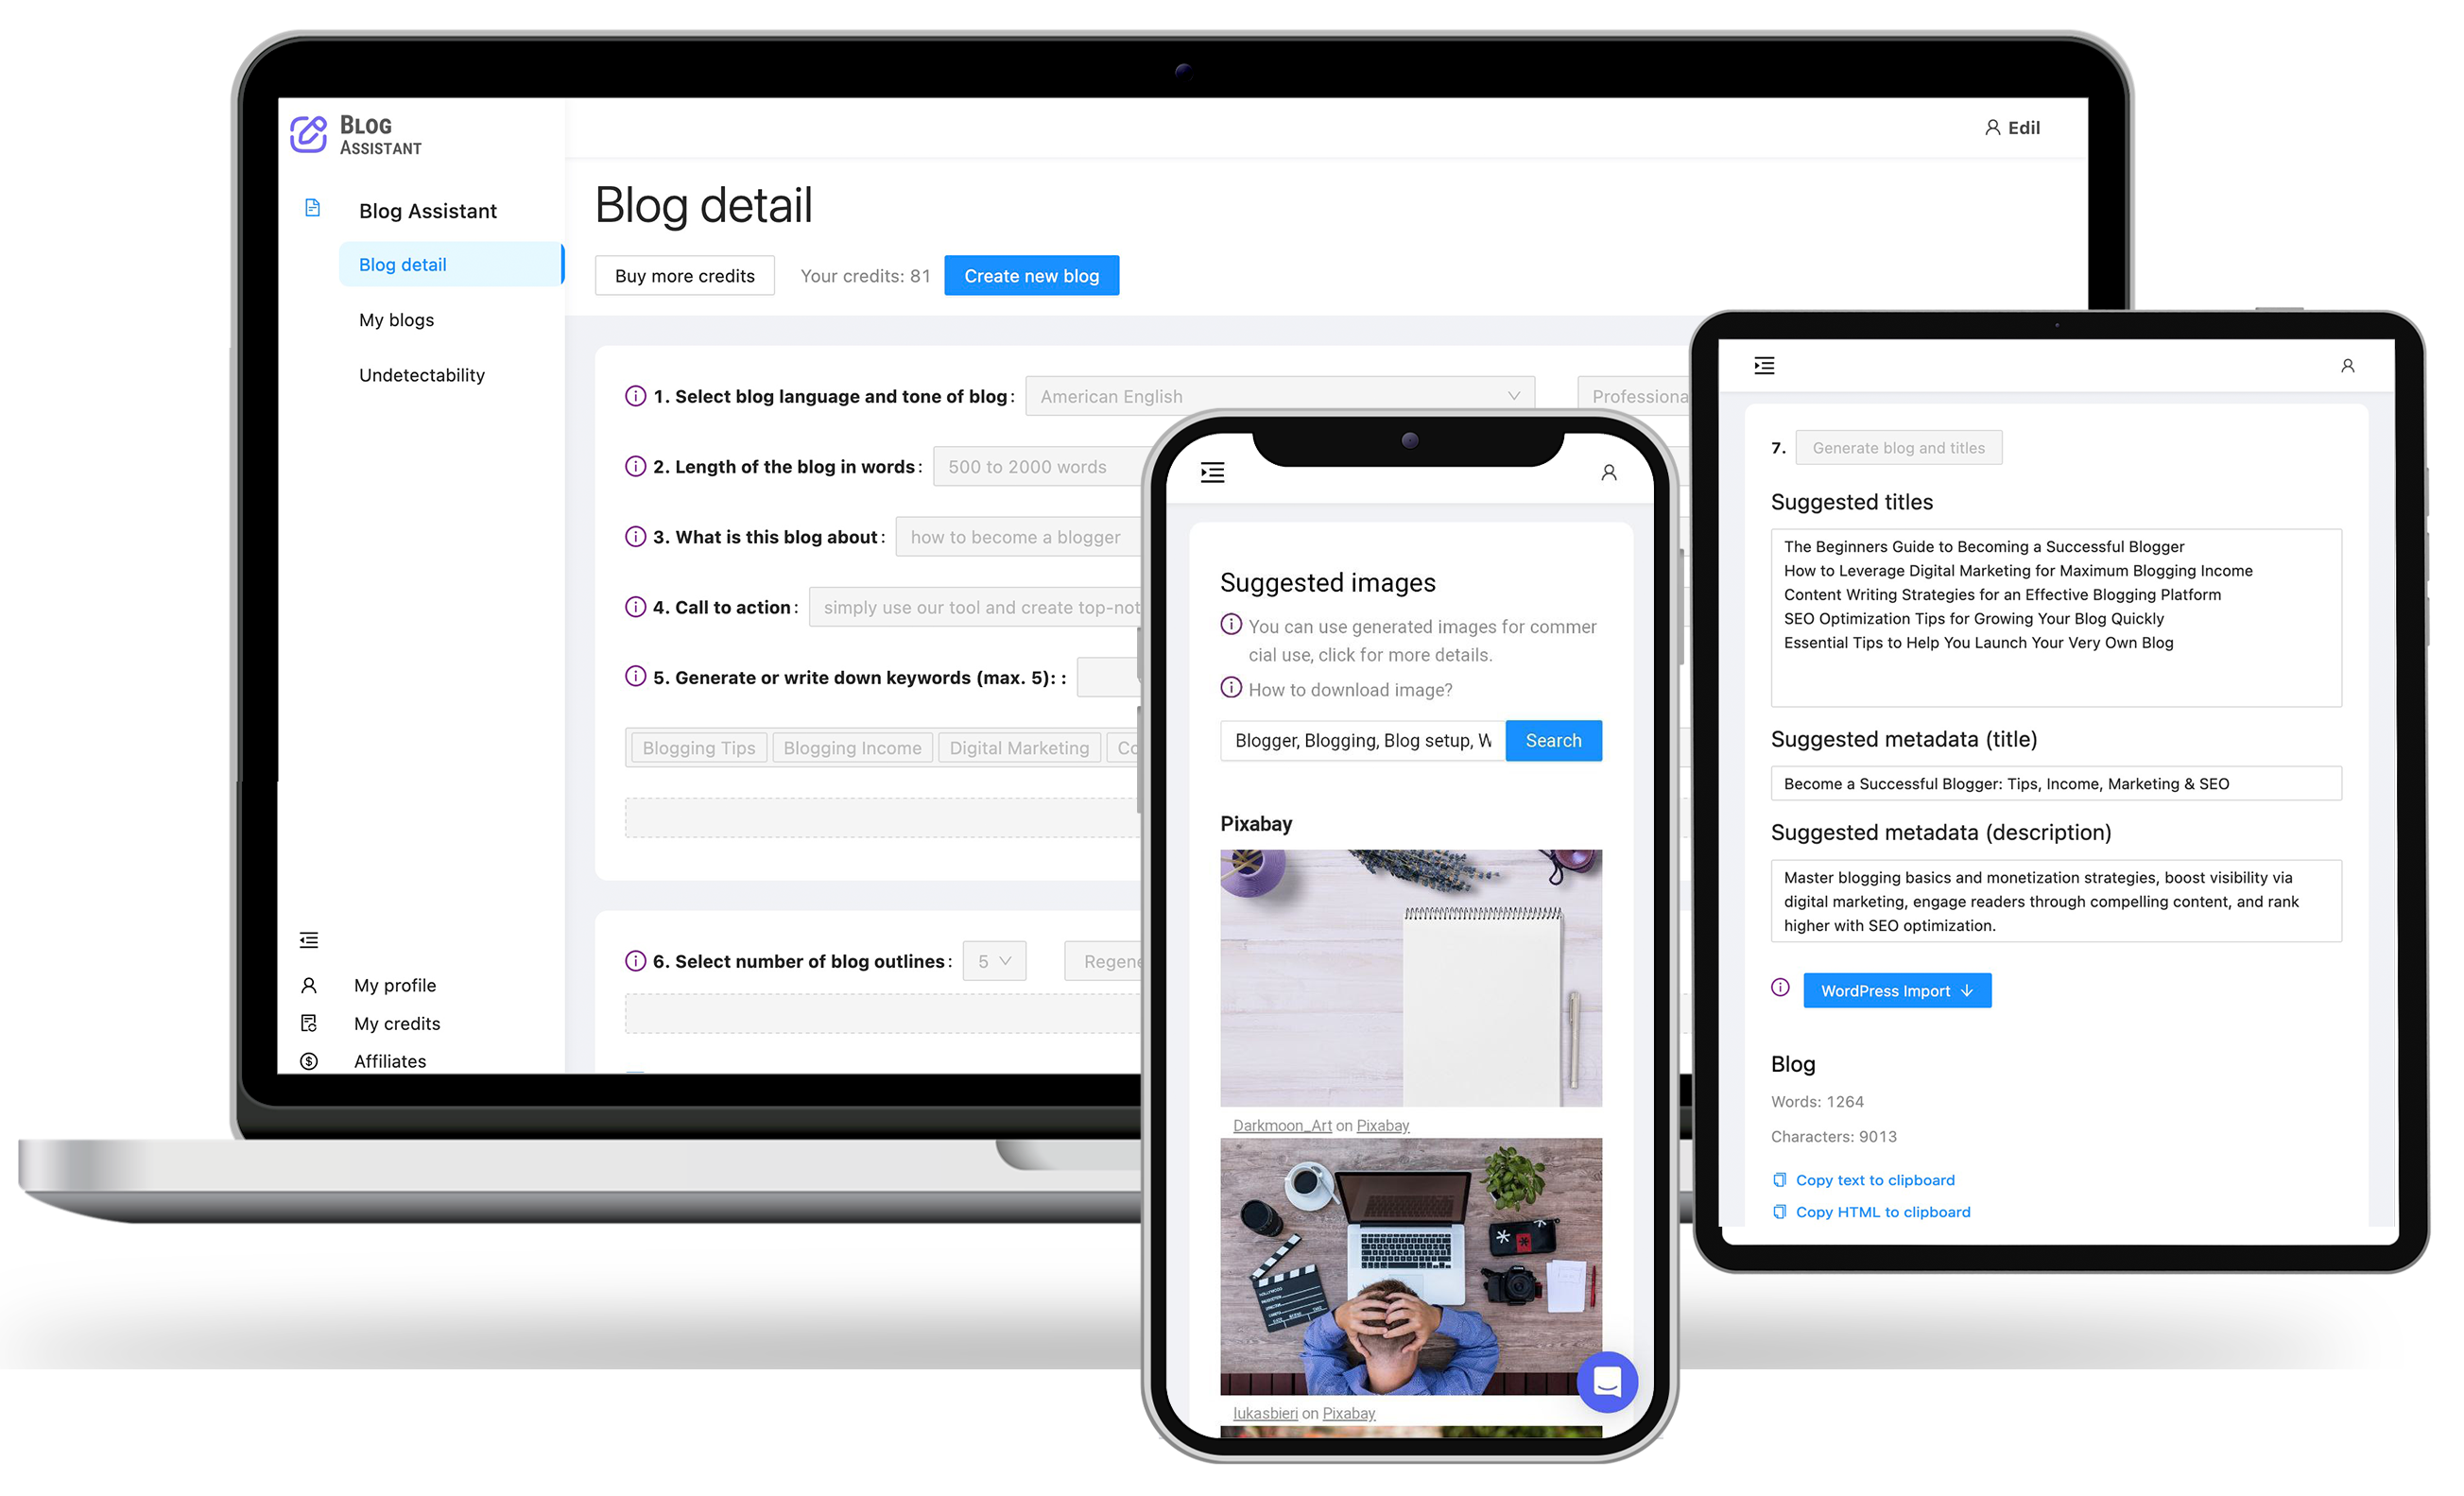 BLOG
ASSISTANT
Edil
Blog Assistant
Blog detail
My blogs
Undetectability
My profile
My credits
Affiliates
Blog detail
Buy more credits
Your credits: 81
Create new blog
1. Select blog language and tone of blog:
American English
Professiona
2. Length of the blog in words:
500 to 2000 words
3. What is this blog about:
how to become a blogger
4. Call to action:
simply use our tool and create top-not
5. Generate or write down keywords (max. 5): :
Blogging Tips
Blogging Income
Digital Marketing
Co
6. Select number of blog outlines:
5
Regene
Suggested images
You can use generated images for commer
cial use, click for more details.
How to download image?
Blogger, Blogging, Blog setup, W
Search
Pixabay
Darkmoon_Art on Pixabay
lukasbieri on Pixabay
7.
Generate blog and titles
Suggested titles
The Beginners Guide to Becoming a Successful Blogger
How to Leverage Digital Marketing for Maximum Blogging Income
Content Writing Strategies for an Effective Blogging Platform
SEO Optimization Tips for Growing Your Blog Quickly
Essential Tips to Help You Launch Your Very Own Blog
Suggested metadata (title)
Become a Successful Blogger: Tips, Income, Marketing & SEO
Suggested metadata (description)
Master blogging basics and monetization strategies, boost visibility via
digital marketing, engage readers through compelling content, and rank
higher with SEO optimization.
WordPress Import
Blog
Words: 1264
Characters: 9013
Copy text to clipboard
Copy HTML to clipboard